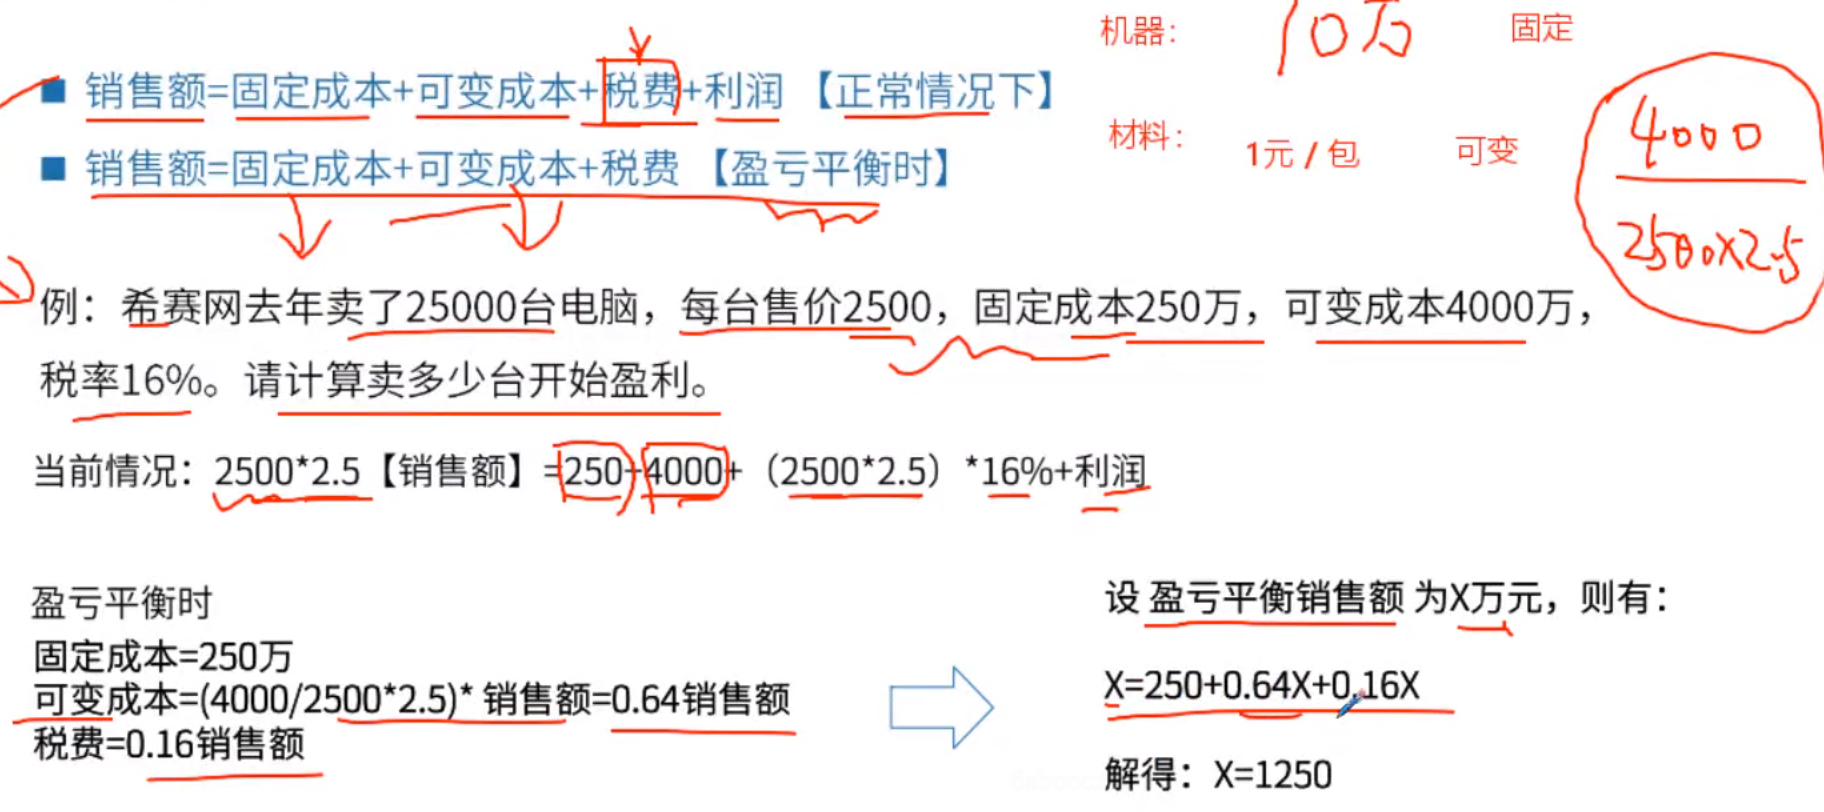 机器： 10万 固定
■ 销售额=固定成本+可变成本+税费+利润 【正常情况下】
材料： 1元 / 包 可变
4000
2500×2.5
■ 销售额=固定成本+可变成本+税费 【盈亏平衡时】
例：希赛网去年卖了25000台电脑，每台售价2500，固定成本250万，可变成本4000万，
税率16%。请计算卖多少台开始盈利。
当前情况：2500*2.5【销售额】=250+4000+（2500*2.5）*16%+利润
盈亏平衡时
固定成本=250万
可变成本=(4000/2500*2.5)* 销售额=0.64销售额
税费=0.16销售额
设 盈亏平衡销售额 为X万元，则有：
X=250+0.64X+0.16X
解得：X=1250